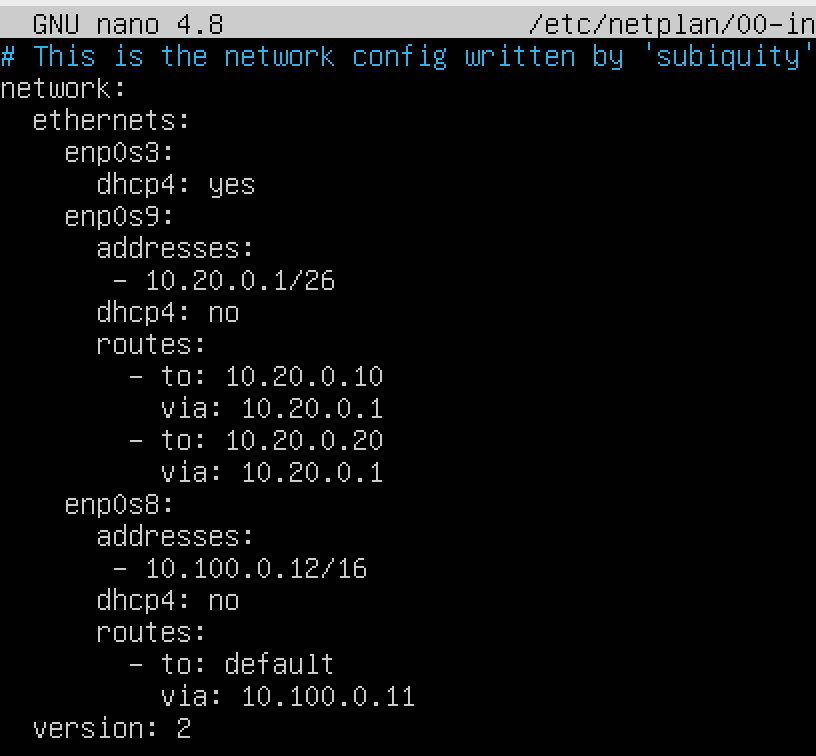 GNU nano 4.8 /etc/netplan/00-in
# This is the network config written by 'subiquity'
network:
  ethernets:
    enp0s3:
      dhcp4: yes
    enp0s9:
      addresses:
       - 10.20.0.1/26
      dhcp4: no
      routes:
        - to: 10.20.0.10
          via: 10.20.0.1
        - to: 10.20.0.20
          via: 10.20.0.1
    enp0s8:
      addresses:
       - 10.100.0.12/16
      dhcp4: no
      routes:
        - to: default
          via: 10.100.0.11
  version: 2